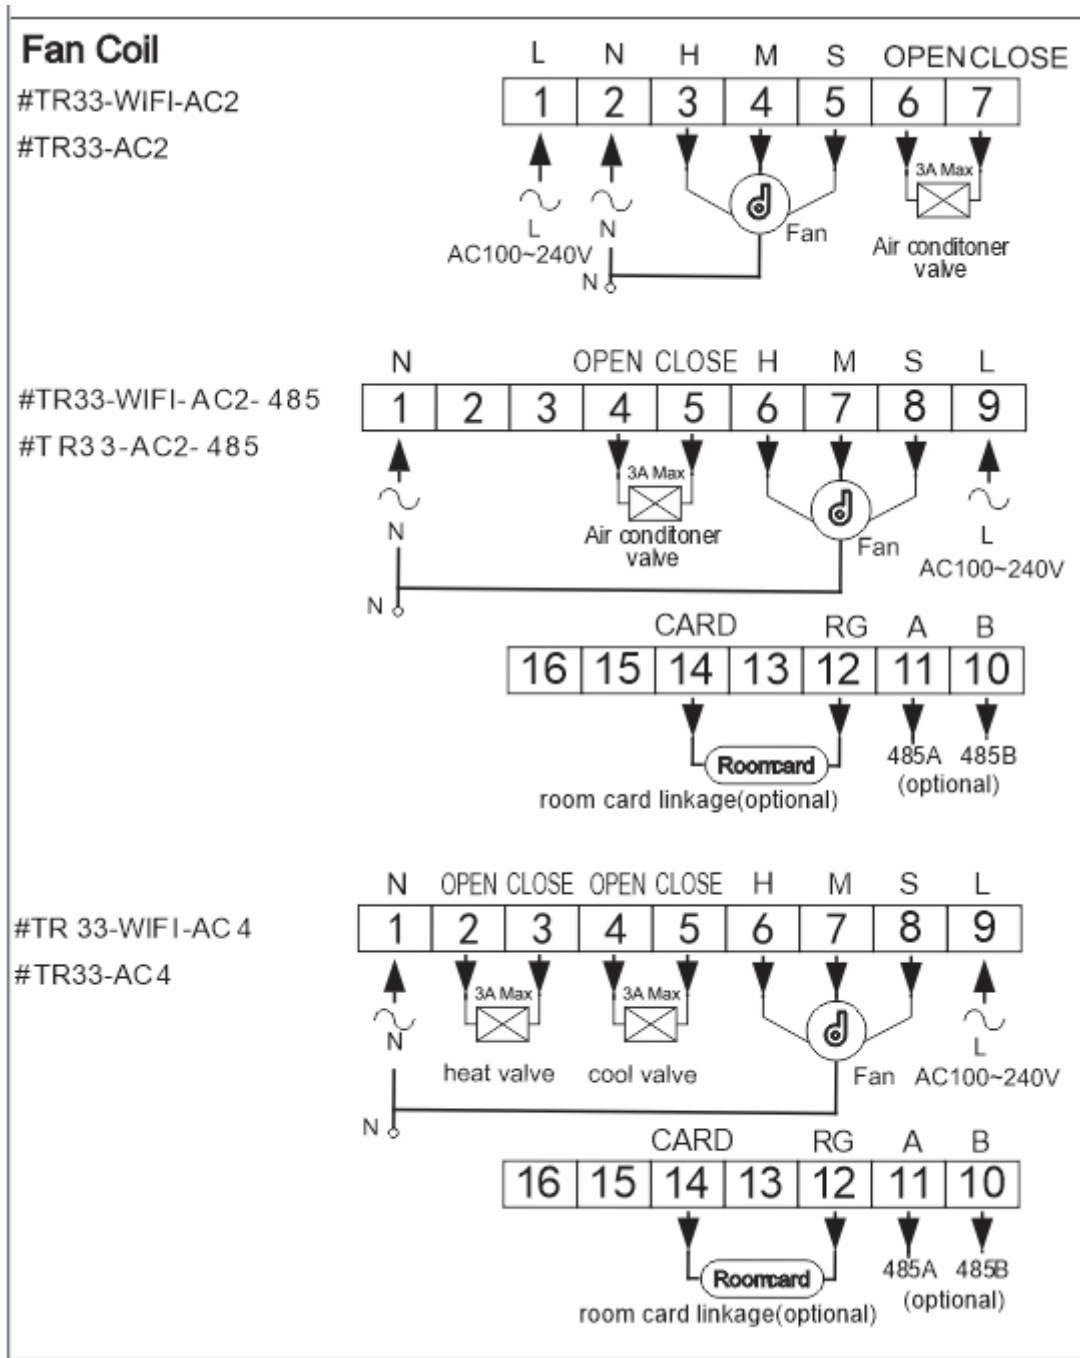 Fan Coil
L N H M S OPEN CLOSE
#TR33-WIFI-AC2
1 2 3 4 5 6 7
#TR33-AC2
3A Max
L N Fan
AC100~240V
Air conditoner
valve
N
N OPEN CLOSE H M S L
#TR33-WIFI-AC2-485
1 2 3 4 5 6 7 8 9
#TR33-AC2-485
3A Max
N Air conditoner Fan L
valve AC100~240V
N
CARD RG A B
16 15 14 13 12 11 10
Roomcard 485A 485B
room card linkage(optional) (optional)
N OPEN CLOSE OPEN CLOSE H M S L
#TR33-WIFI-AC4
1 2 3 4 5 6 7 8 9
#TR33-AC4
3A Max 3A Max
N L
heat valve cool valve Fan AC100~240V
N
CARD RG A B
16 15 14 13 12 11 10
Roomcard 485A 485B
room card linkage(optional) (optional)